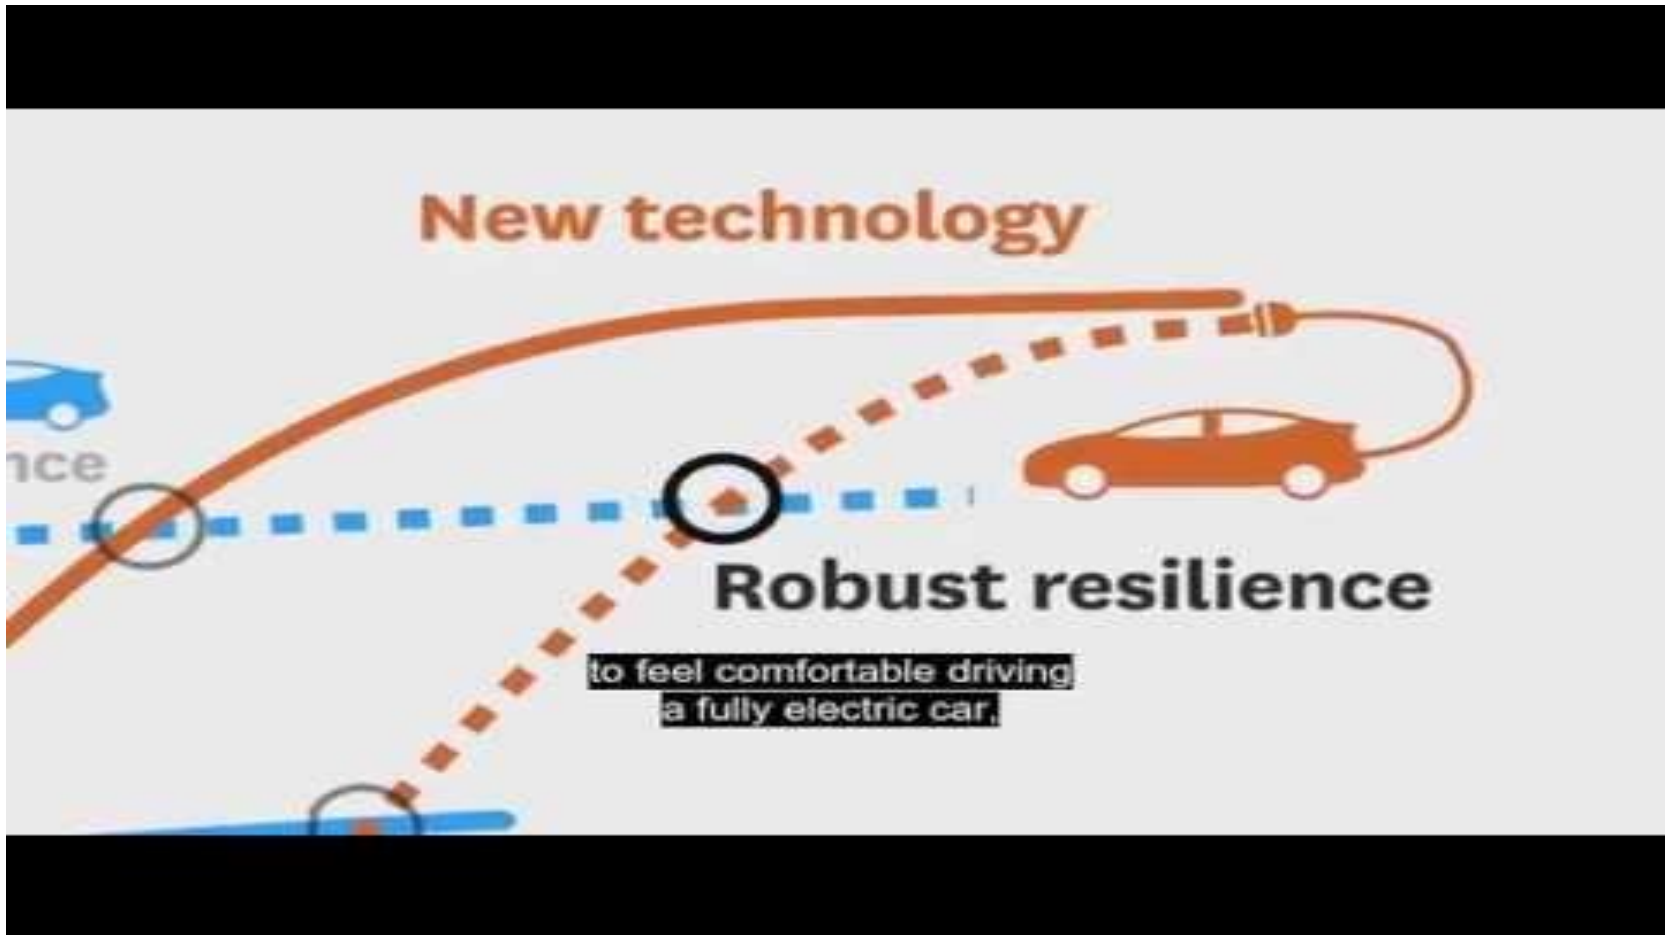 New technology
nce
Robust resilience
to feel comfortable driving
a fully electric car,